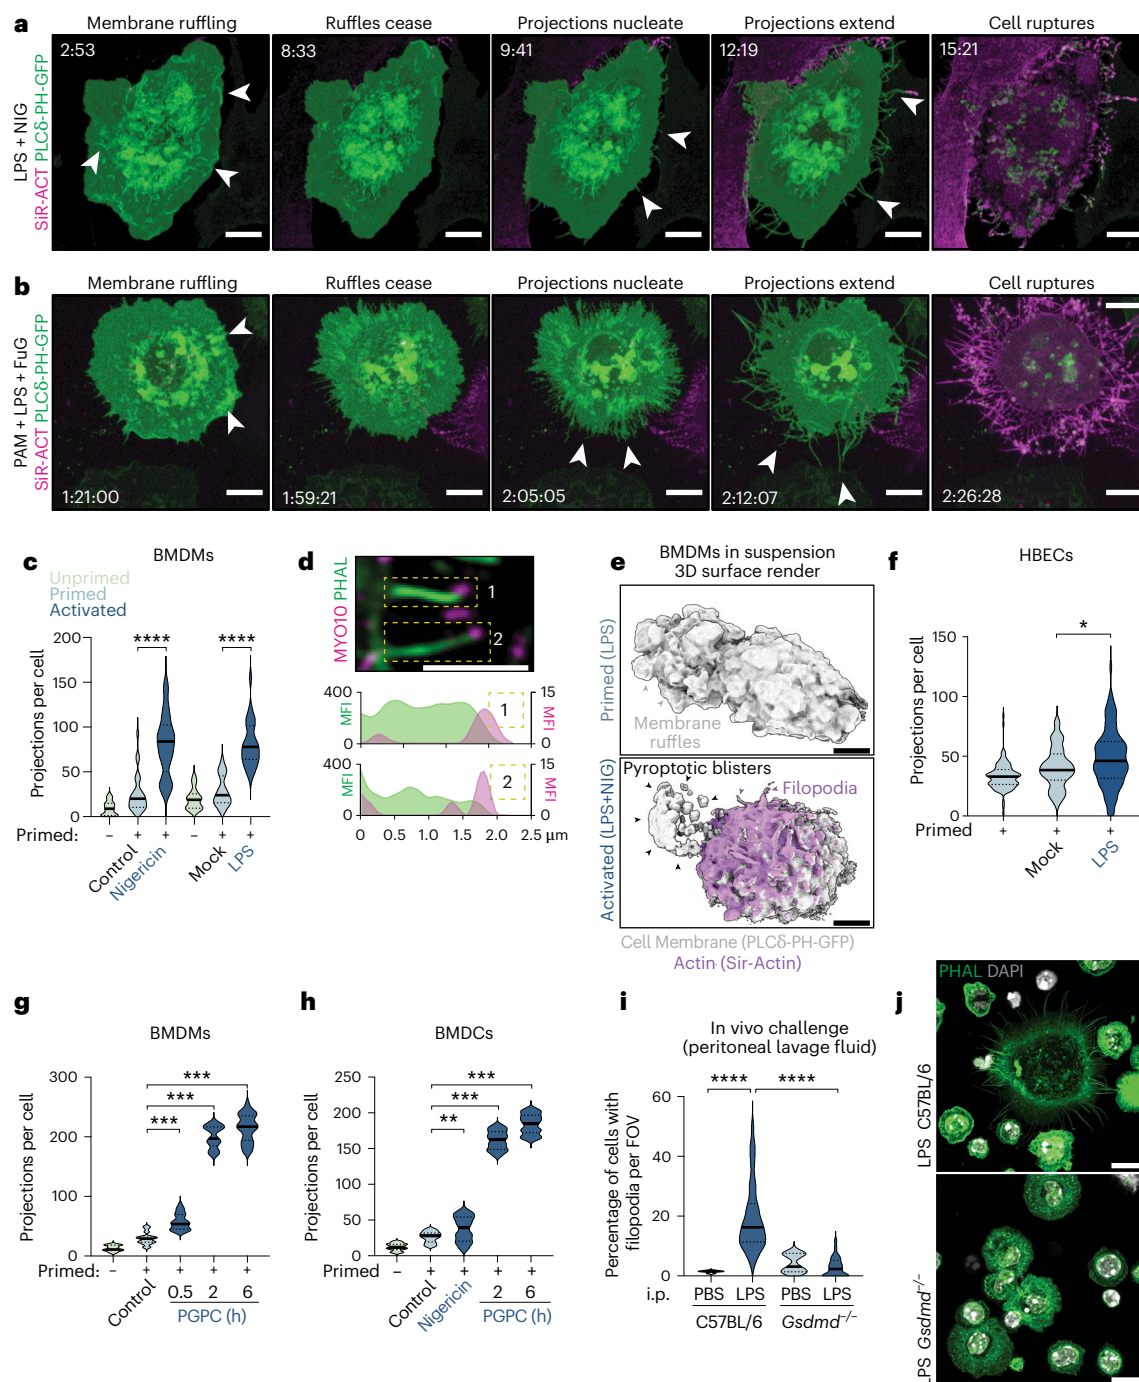 a
Membrane ruffling
Ruffles cease
Projections nucleate
Projections extend
Cell ruptures
LPS + NIG
SiR-ACT PLCδ-PH-GFP
2:53
8:33
9:41
12:19
15:21
b
Membrane ruffling
Ruffles cease
Projections nucleate
Projections extend
Cell ruptures
PAM + LPS + FuG
SiR-ACT PLCδ-PH-GFP
1:21:00
1:59:21
2:05:05
2:12:07
2:26:28
c
BMDMs
Unprimed
Primed
Activated
Projections per cell
200
150
100
50
0
****
****
Primed:
− + + − + +
Control
Nigericin
Mock
LPS
d
MYO10 PHAL
1
2
400
0
MFI
15
0
MFI
1
400
0
MFI
15
0
MFI
2
0 0.5 1.5 2.0 2.5 μm
e
BMDMs in suspension
3D surface render
Primed (LPS)
Membrane
ruffles
Activated (LPS+NIG)
Pyroptotic blisters
Filopodia
Cell Membrane (PLCδ-PH-GFP)
Actin (Sir-Actin)
f
HBECs
Projections per cell
150
100
50
0
*
Primed
+ + +
Mock
LPS
g
BMDMs
Projections per cell
300
200
100
0
***
***
***
Primed:
− + + + +
Control
0.5 2 6
PGPC (h)
h
BMDCs
Projections per cell
250
200
150
100
50
0
***
***
**
Primed
− + + + +
Control
Nigericin
2 6
PGPC (h)
i
In vivo challenge
(peritoneal lavage fluid)
Percentage of cells with
filopodia per FOV
60
40
20
0
****
****
i.p.
PBS LPS PBS LPS
C57BL/6
Gsdmd−/−
j
PHAL DAPI
LPS C57BL/6
LPS Gsdmd−/−